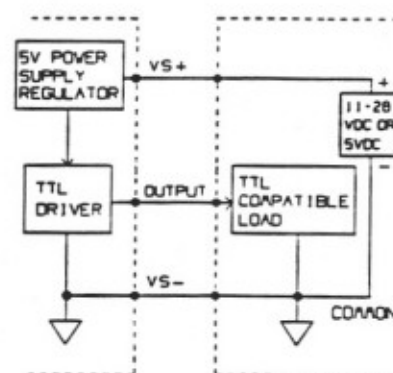 5V POWER
SUPPLY
REGULATOR
VS+
+
11-28
VDC OR
5VDC
-
TTL
DRIVER
OUTPUT
TTL
COMPATIBLE
LOAD
VS-
COMMON